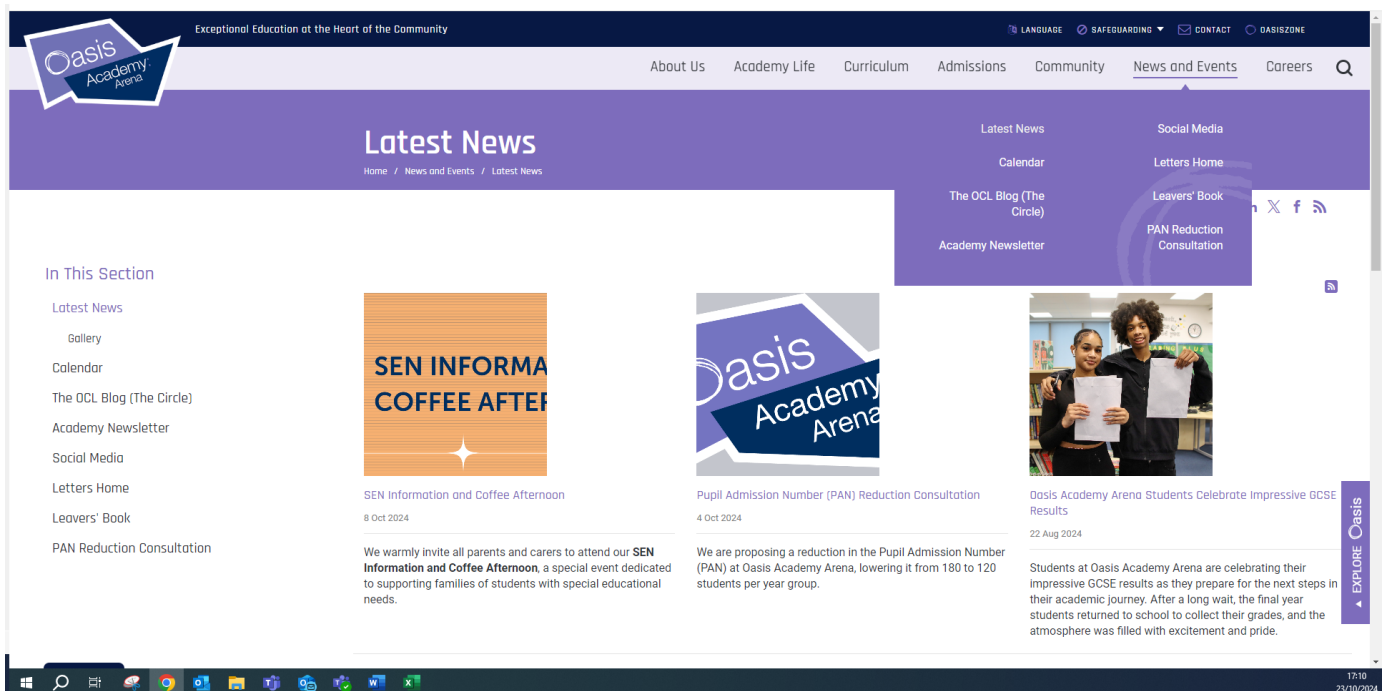 Exceptional Education at the Heart of the Community
LANGUAGE
SAFEGUARDING
CONTACT
OASISZONE
Oasis
Academy
Arena
About Us
Academy Life
Curriculum
Admissions
Community
News and Events
Careers
Latest News
Home / News and Events / Latest News
Latest News
Calendar
The OCL Blog (The
Circle)
Academy Newsletter
Social Media
Letters Home
Leavers' Book
PAN Reduction
Consultation
In This Section
Latest News
Gallery
Calendar
The OCL Blog (The Circle)
Academy Newsletter
Social Media
Letters Home
Leavers' Book
PAN Reduction Consultation
SEN INFORMA
COFFEE AFTE
SEN Information and Coffee Afternoon
8 Oct 2024
We warmly invite all parents and carers to attend our SEN
Information and Coffee Afternoon, a special event dedicated
to supporting families of students with special educational
needs.
Oasis
Academy
Arena
Pupil Admission Number (PAN) Reduction Consultation
4 Oct 2024
We are proposing a reduction in the Pupil Admission Number
(PAN) at Oasis Academy Arena, lowering it from 180 to 120
students per year group.
Oasis Academy Arena Students Celebrate Impressive GCSE
Results
22 Aug 2024
Students at Oasis Academy Arena are celebrating their
impressive GCSE results as they prepare for the next steps in
their academic journey. After a long wait, the final year
students returned to school to collect their grades, and the
atmosphere was filled with excitement and pride.
EXPLORE Oasis
17:10
23/10/2024